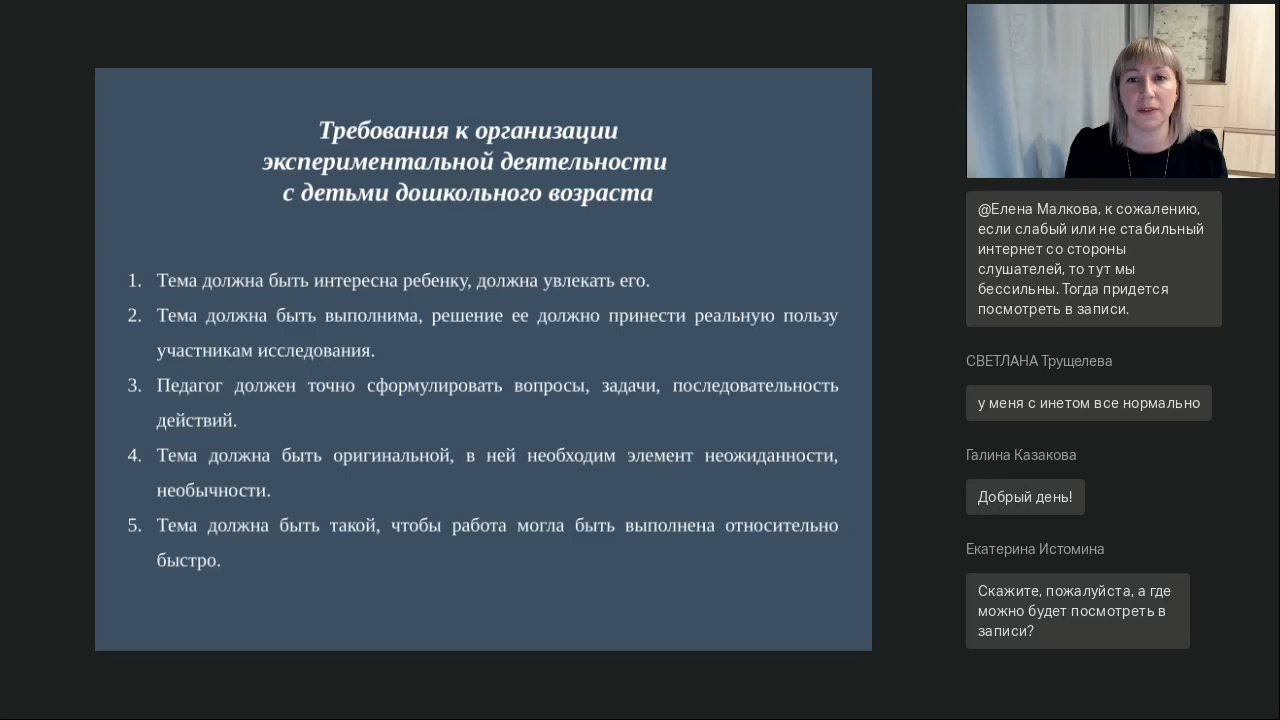 Требования к организации
экспериментальной деятельности
с детьми дошкольного возраста
1. Тема должна быть интересна ребенку, должна увлекать его.
2. Тема должна быть выполнима, решение ее должно принести реальную пользу
участникам исследования.
3. Педагог должен точно сформулировать вопросы, задачи, последовательность
действий.
4. Тема должна быть оригинальной, в ней необходим элемент неожиданности,
необычности.
5. Тема должна быть такой, чтобы работа могла быть выполнена относительно
быстро.
@Елена Малкова, к сожалению,
если слабый или не стабильный
интернет со стороны
слушателей, то тут мы
бессильны. Тогда придется
посмотреть в записи.
СВЕТЛАНА Трущелева
у меня с инетом все нормально
Галина Казакова
Добрый день!
Екатерина Истомина
Скажите, пожалуйста, а где
можно будет посмотреть в
записи?